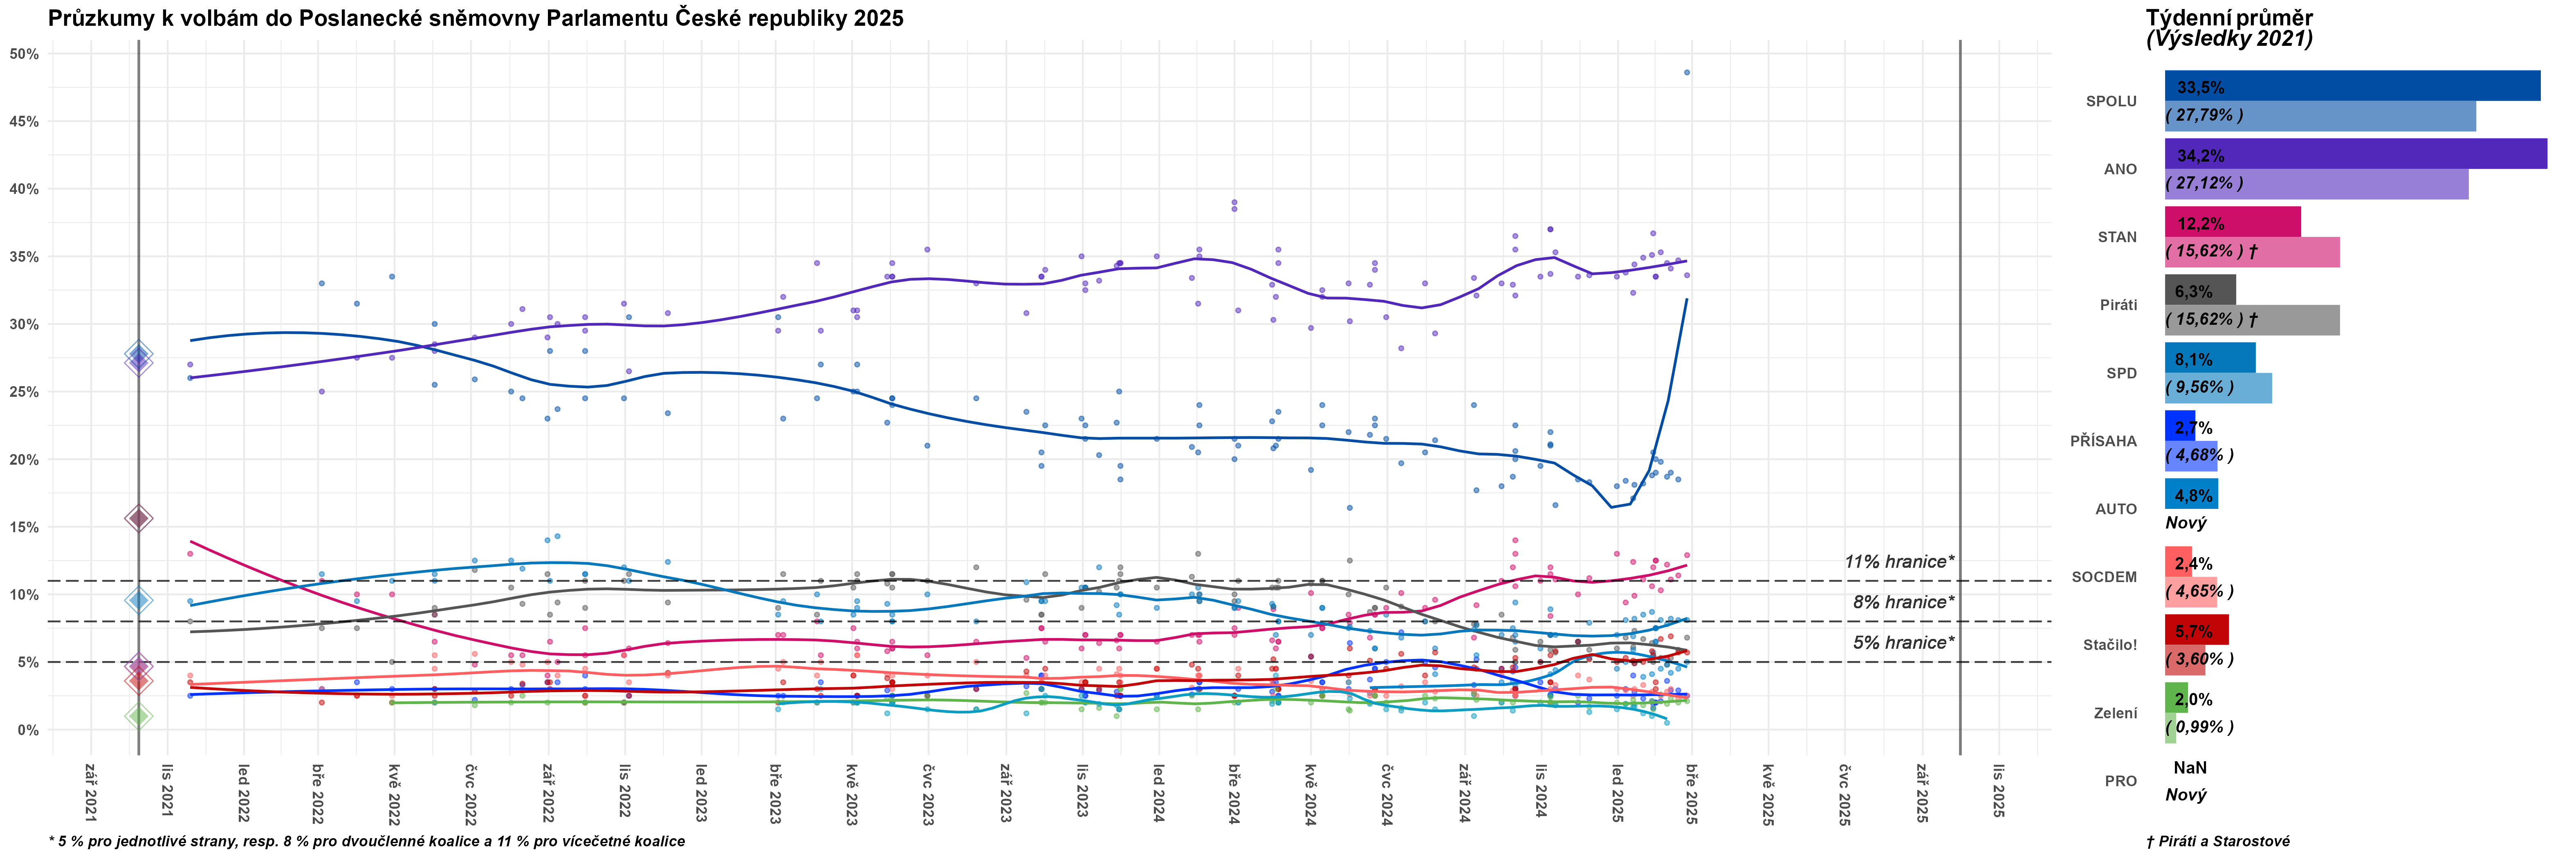 Průzkumy k volbám do Poslanecké sněmovny Parlamentu České republiky 2025
50%
45%
40%
35%
30%
25%
20%
15%
10%
5%
0%
11% hranice*
8% hranice*
5% hranice*
zář 2021
lis 2021
led 2022
bře 2022
kvě 2022
čvc 2022
zář 2022
lis 2022
led 2023
bře 2023
kvě 2023
čvc 2023
zář 2023
lis 2023
led 2024
bře 2024
kvě 2024
čvc 2024
zář 2024
lis 2024
led 2025
bře 2025
kvě 2025
čvc 2025
zář 2025
lis 2025
* 5 % pro jednotlivé strany, resp. 8 % pro dvoučlenné koalice a 11 % pro vícečetné koalice
Týdenní průměr
(Výsledky 2021)
SPOLU
33,5%
( 27,79% )
ANO
34,2%
( 27,12% )
STAN
12,2%
( 15,62% ) †
Piráti
6,3%
( 15,62% ) †
SPD
8,1%
( 9,56% )
PŘÍSAHA
2,7%
( 4,68% )
AUTO
4,8%
Nový
SOCDEM
2,4%
( 4,65% )
Stačilo!
5,7%
( 3,60% )
Zelení
2,0%
( 0,99% )
PRO
NaN
Nový
† Piráti a Starostové